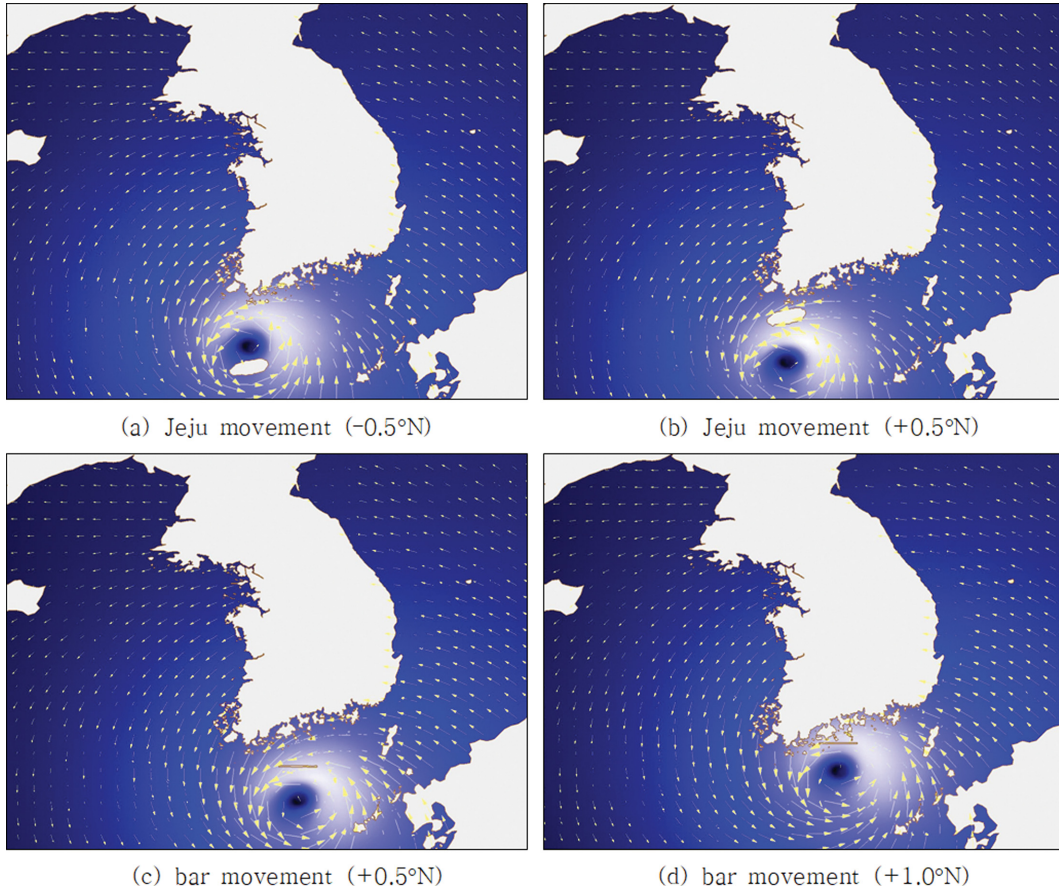 (a) Jeju movement (-0.5°N)
(b) Jeju movement (+0.5°N)
(c) bar movement (+0.5°N)
(d) bar movement (+1.0°N)